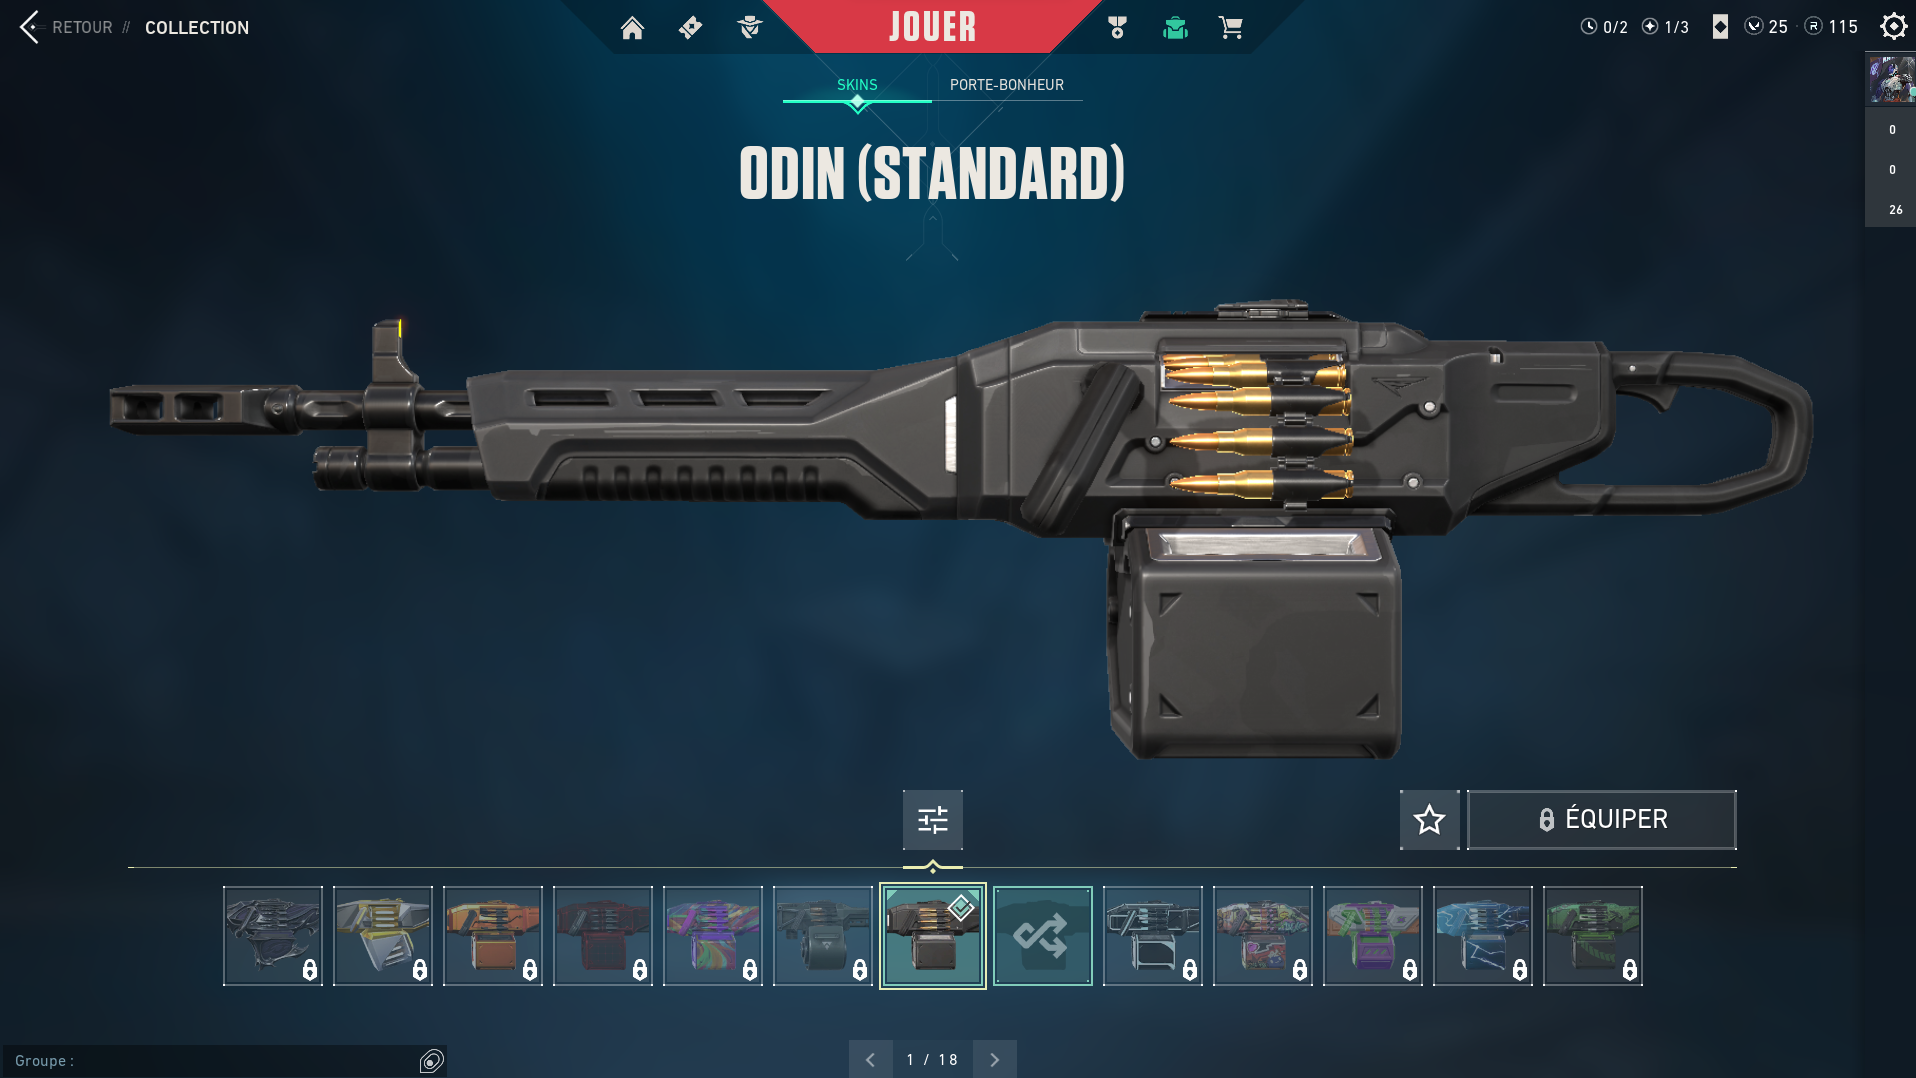 RETOUR // COLLECTION
JOUER
0/2
1/3
25
R 115
SKINS
PORTE-BONHEUR
ODIN (STANDARD)
0
0
26
ÉQUIPER
1 / 18
Groupe :